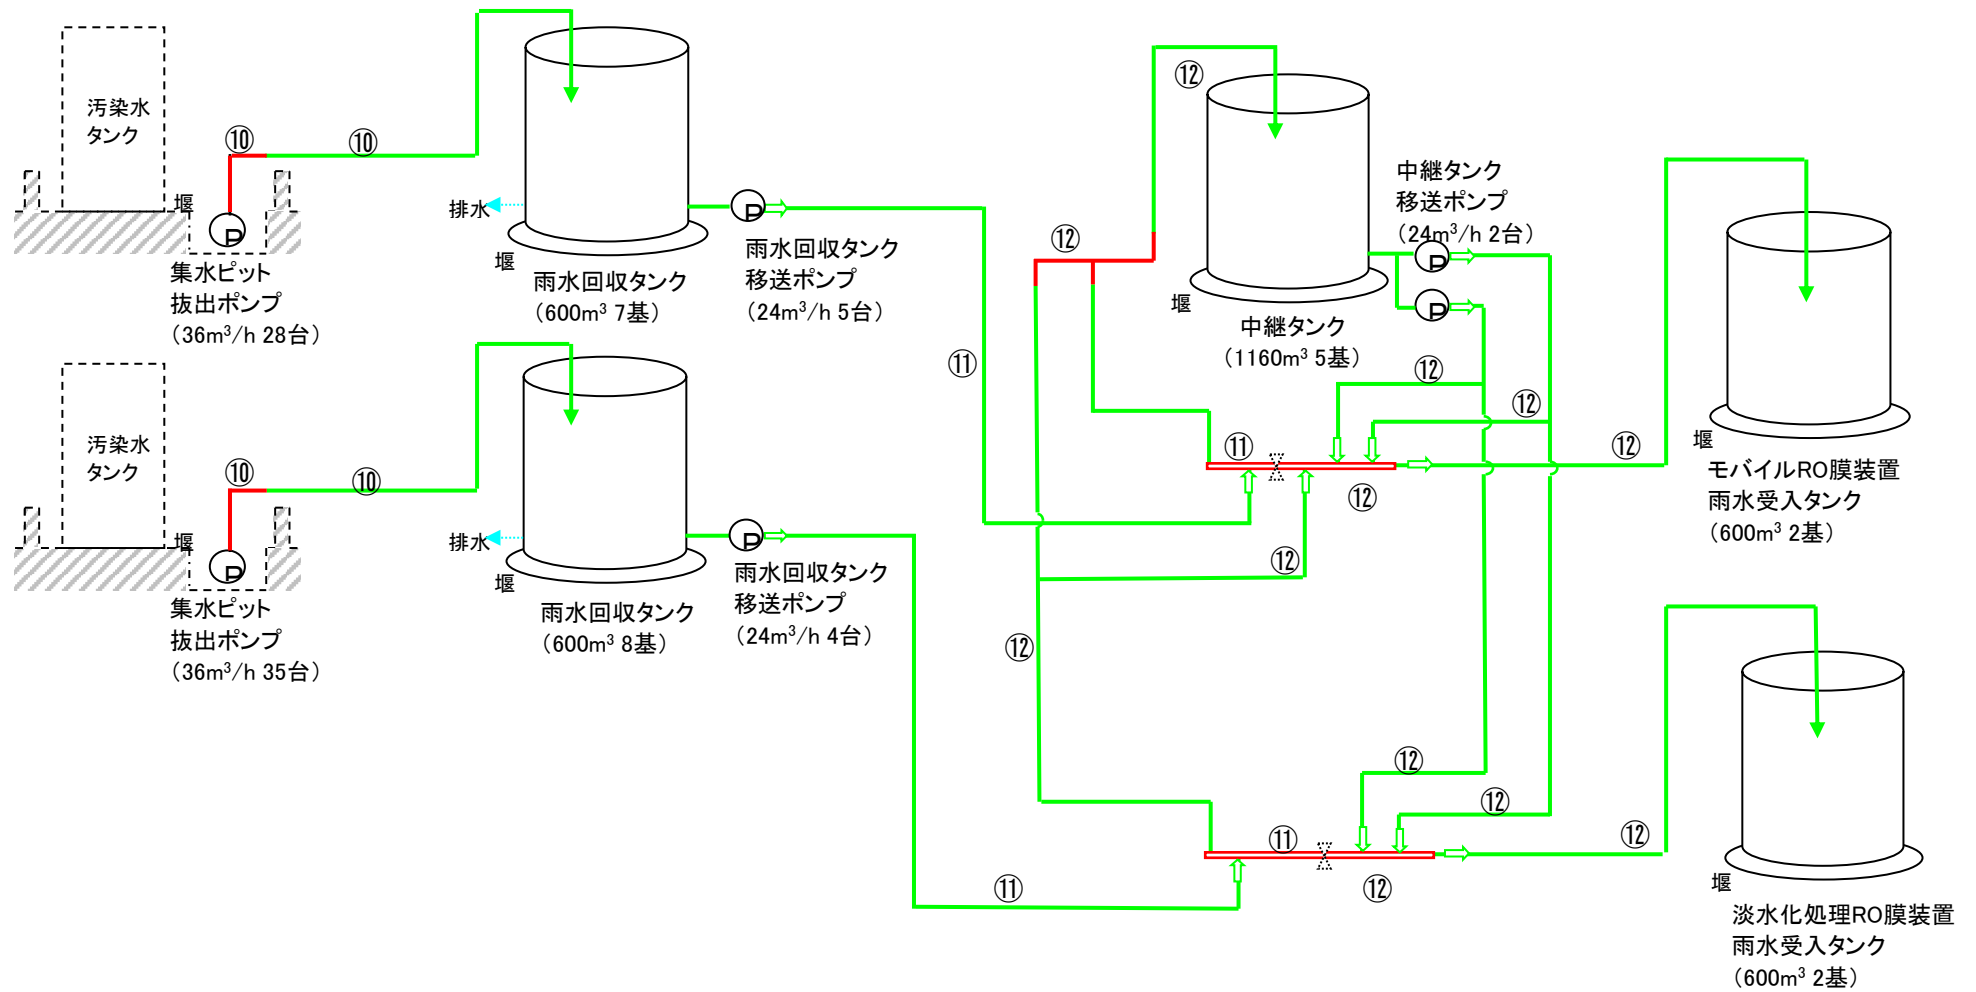 汚染水
タンク
⑩
⑩
堰
P
集水ピット
抜出ポンプ
（36m³/h 28台）
排水
堰
雨水回収タンク
（600m³ 7基）
P
雨水回収タンク
移送ポンプ
（24m³/h 5台）
汚染水
タンク
⑩
⑩
堰
P
集水ピット
抜出ポンプ
（36m³/h 35台）
排水
堰
雨水回収タンク
（600m³ 8基）
P
雨水回収タンク
移送ポンプ
（24m³/h 4台）
⑫
⑫
堰
中継タンク
（1160m³ 5基）
中継タンク
移送ポンプ
（24m³/h 2台）
P
P
⑪
⑫
⑫
⑪
⑫
⑫
⑫
⑫
堰
モバイルRO膜装置
雨水受入タンク
（600m³ 2基）
⑫
⑫
⑪
⑫
⑪
⑫
堰
淡水化処理RO膜装置
雨水受入タンク
（600m³ 2基）